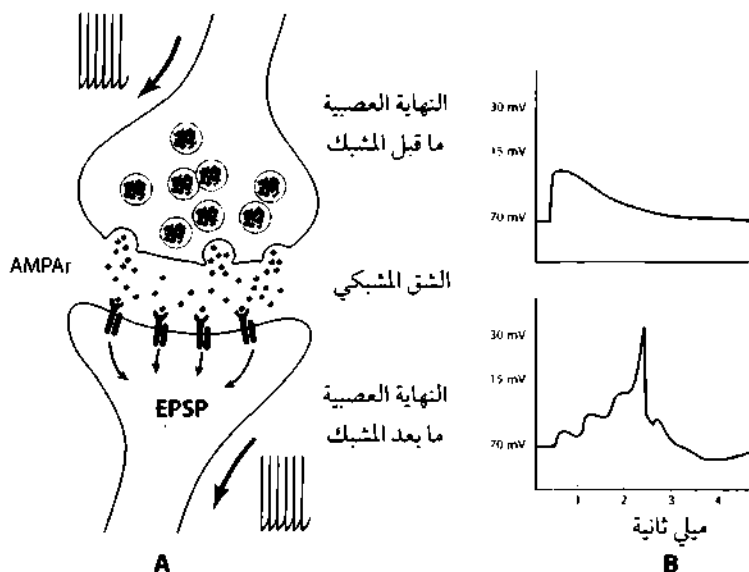 النهاية العصبية
ما قبل المشبك
AMPAr
الشق المشبكي
EPSP
النهاية العصبية
ما بعد المشبك
A
30 mV
15 mV
70 mV
30 mV
15 mV
70 mV
1 2 3 4
ميلي ثانية
B